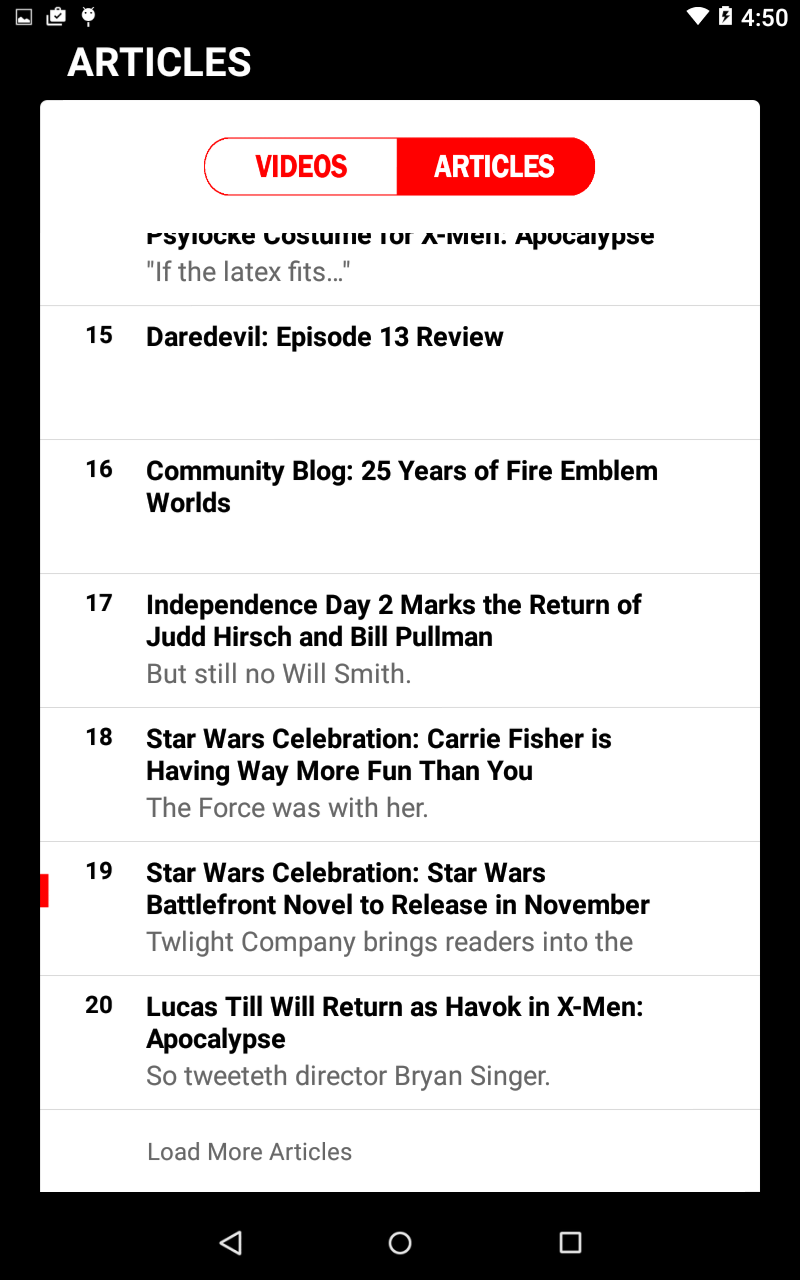 4:50
ARTICLES
VIDEOS
ARTICLES
Psylocke Costume for X-Men: Apocalypse
"If the latex fits…"
15
Daredevil: Episode 13 Review
16
Community Blog: 25 Years of Fire Emblem
Worlds
17
Independence Day 2 Marks the Return of
Judd Hirsch and Bill Pullman
But still no Will Smith.
18
Star Wars Celebration: Carrie Fisher is
Having Way More Fun Than You
The Force was with her.
19
Star Wars Celebration: Star Wars
Battlefront Novel to Release in November
Twlight Company brings readers into the
20
Lucas Till Will Return as Havok in X-Men:
Apocalypse
So tweeteth director Bryan Singer.
Load More Articles